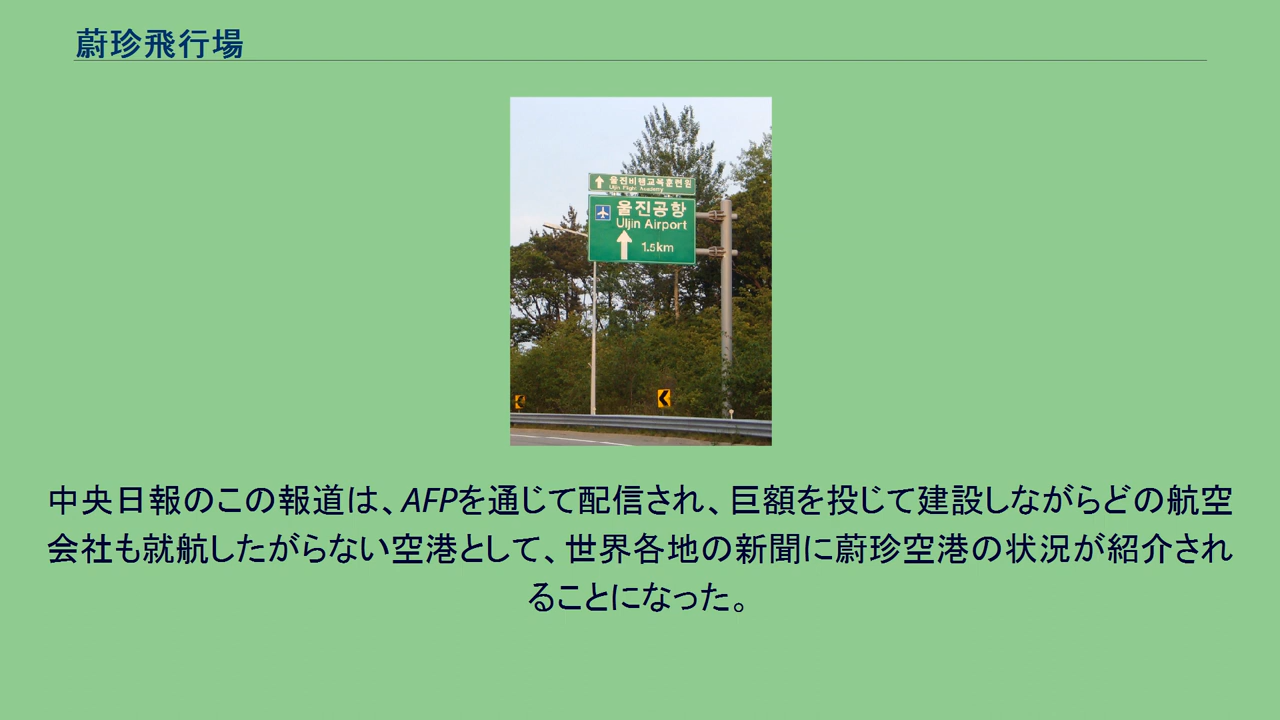 蔚珍飛行場
울진비행교육훈련원
Uljin Flight Academy
울진공항
Uljin Airport
1.5km
中央日報のこの報道は、AFPを通じて配信され、巨額を投じて建設しながらどの航空
会社も就航したがらない空港として、世界各地の新聞に蔚珍空港の状況が紹介され
ることになった。